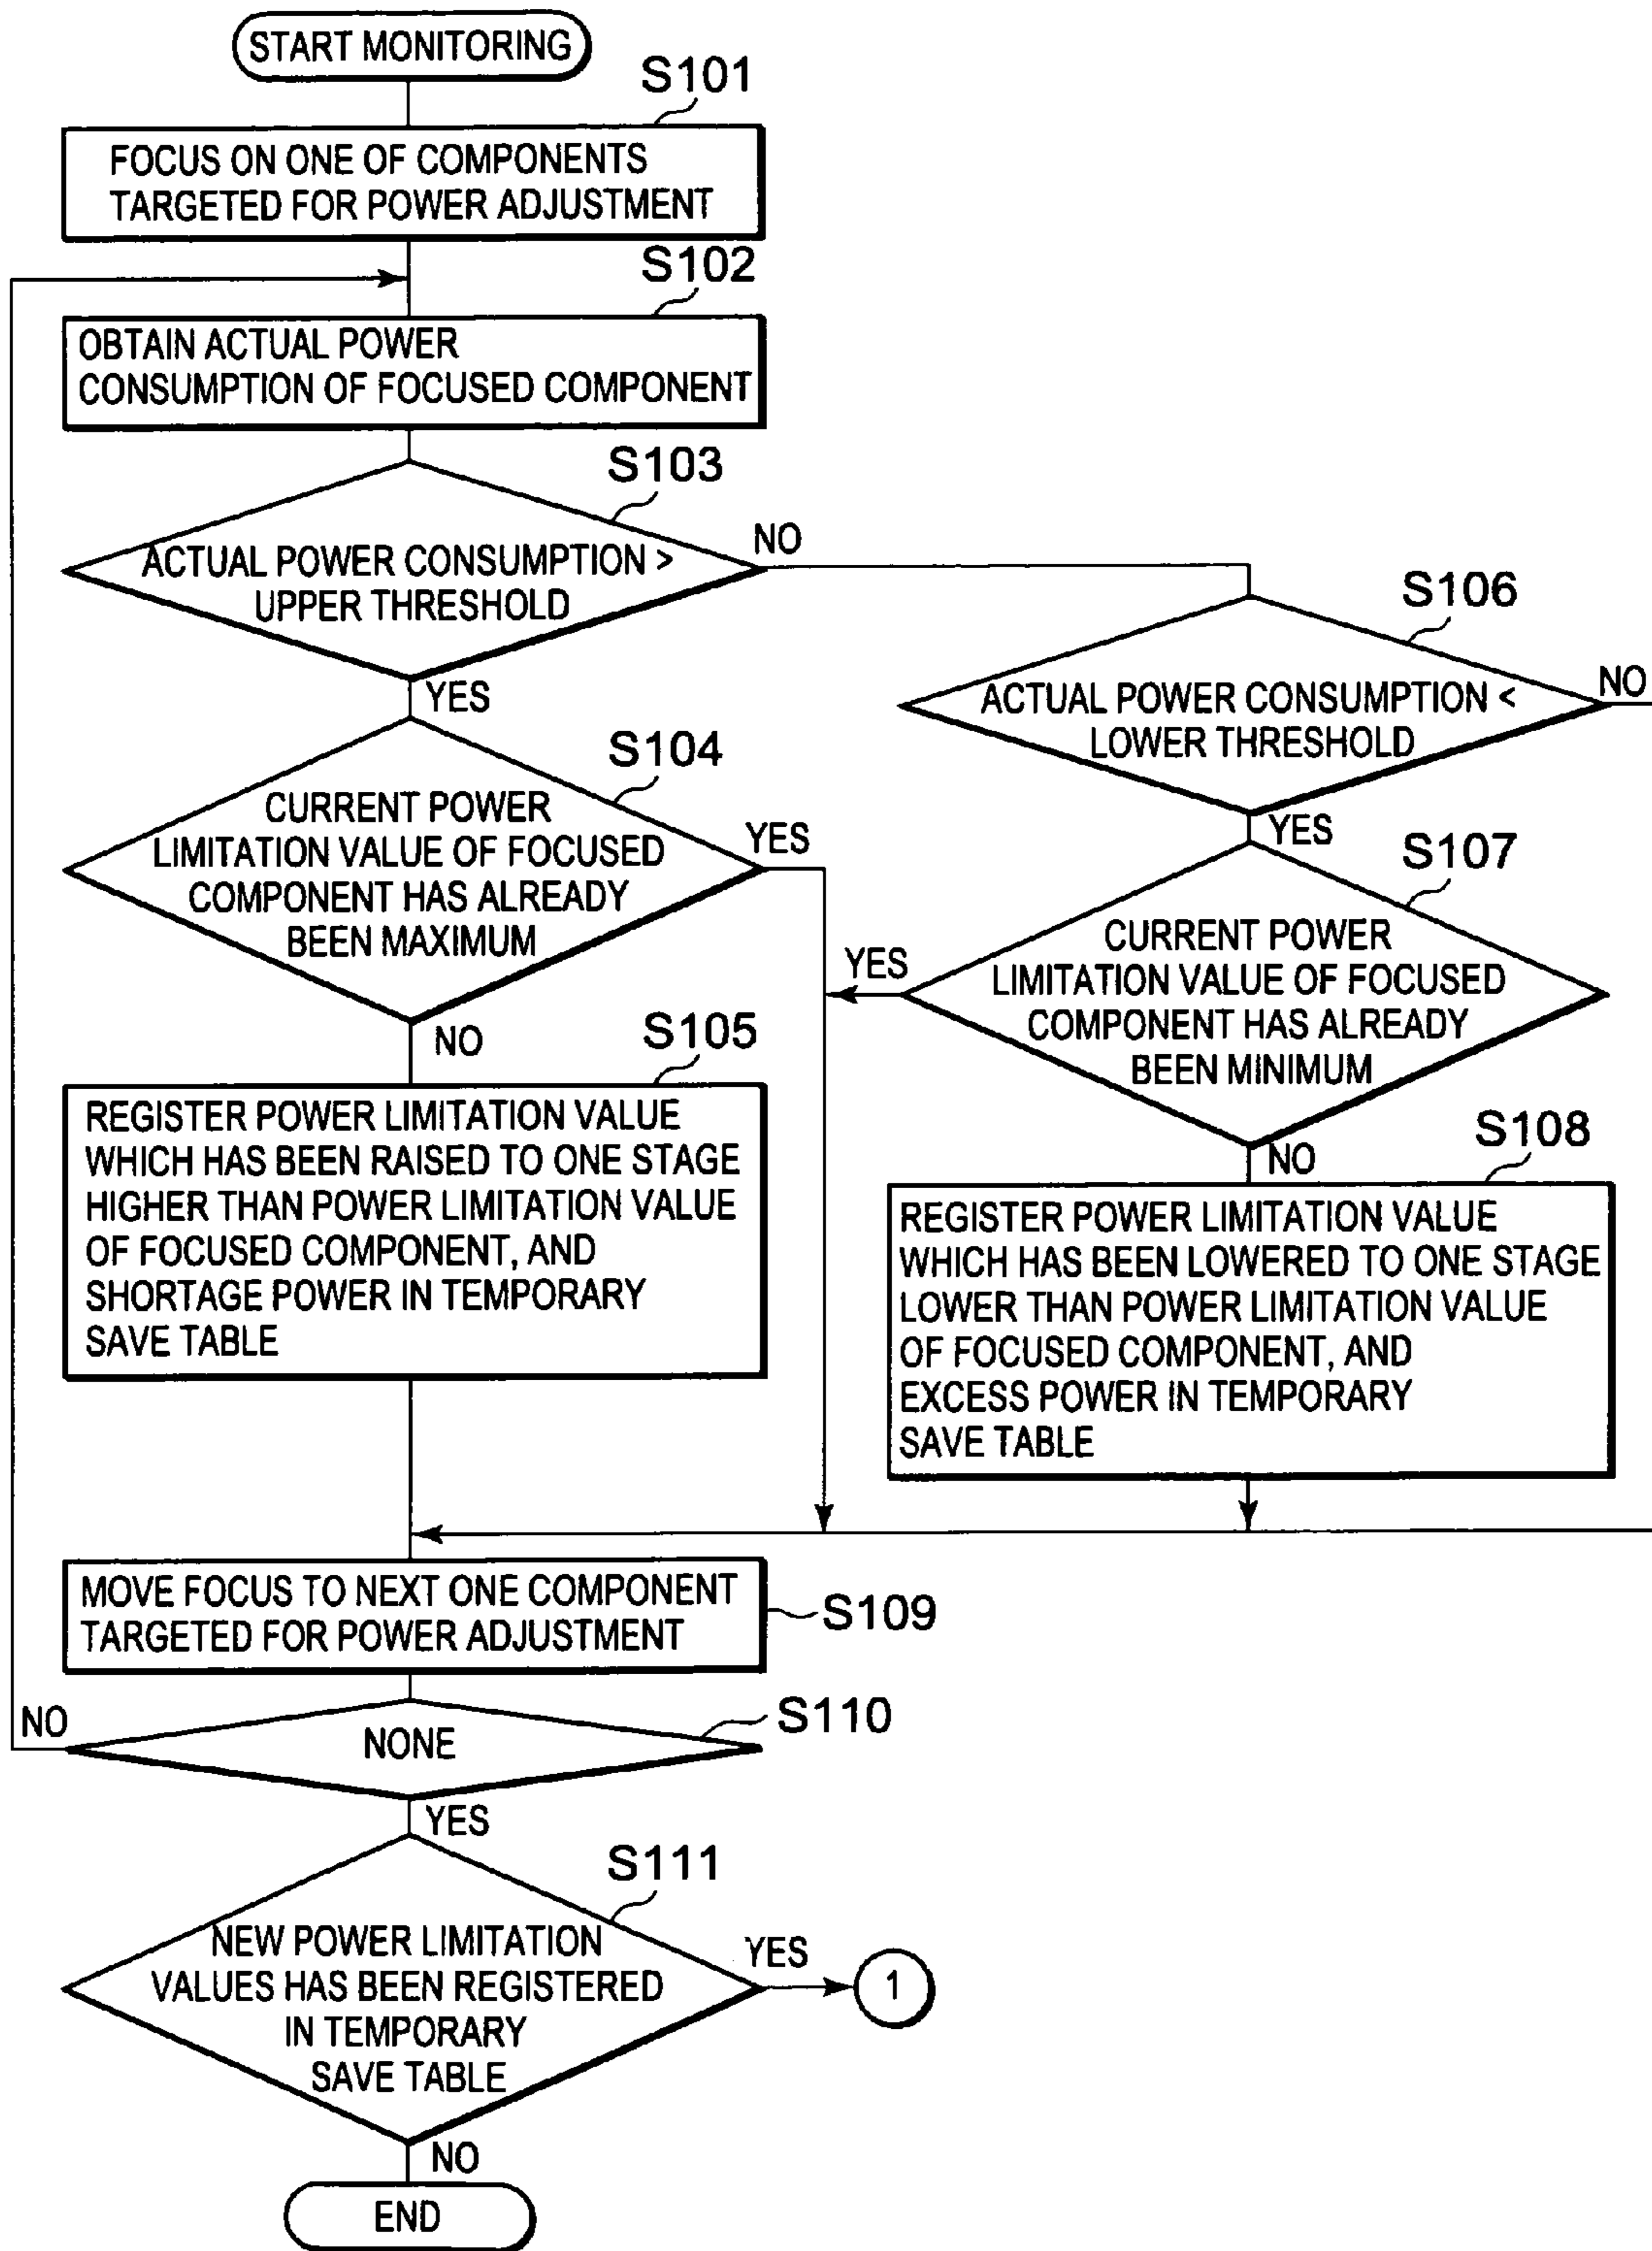 START MONITORING
S101
FOCUS ON ONE OF COMPONENTS
TARGETED FOR POWER ADJUSTMENT
S102
OBTAIN ACTUAL POWER
CONSUMPTION OF FOCUSED COMPONENT
S103
ACTUAL POWER CONSUMPTION >
UPPER THRESHOLD
NO
YES
S106
ACTUAL POWER CONSUMPTION <
LOWER THRESHOLD
NO
YES
S104
CURRENT POWER
LIMITATION VALUE OF FOCUSED
COMPONENT HAS ALREADY
BEEN MAXIMUM
YES
NO
S107
CURRENT POWER
LIMITATION VALUE OF FOCUSED
COMPONENT HAS ALREADY
BEEN MINIMUM
YES
NO
S105
REGISTER POWER LIMITATION VALUE
WHICH HAS BEEN RAISED TO ONE STAGE
HIGHER THAN POWER LIMITATION VALUE
OF FOCUSED COMPONENT, AND
SHORTAGE POWER IN TEMPORARY
SAVE TABLE
S108
REGISTER POWER LIMITATION VALUE
WHICH HAS BEEN LOWERED TO ONE STAGE
LOWER THAN POWER LIMITATION VALUE
OF FOCUSED COMPONENT, AND
EXCESS POWER IN TEMPORARY
SAVE TABLE
MOVE FOCUS TO NEXT ONE COMPONENT
TARGETED FOR POWER ADJUSTMENT
S109
NO
NONE
S110
YES
S111
NEW POWER LIMITATION
VALUES HAS BEEN REGISTERED
IN TEMPORARY
SAVE TABLE
YES
1
NO
END